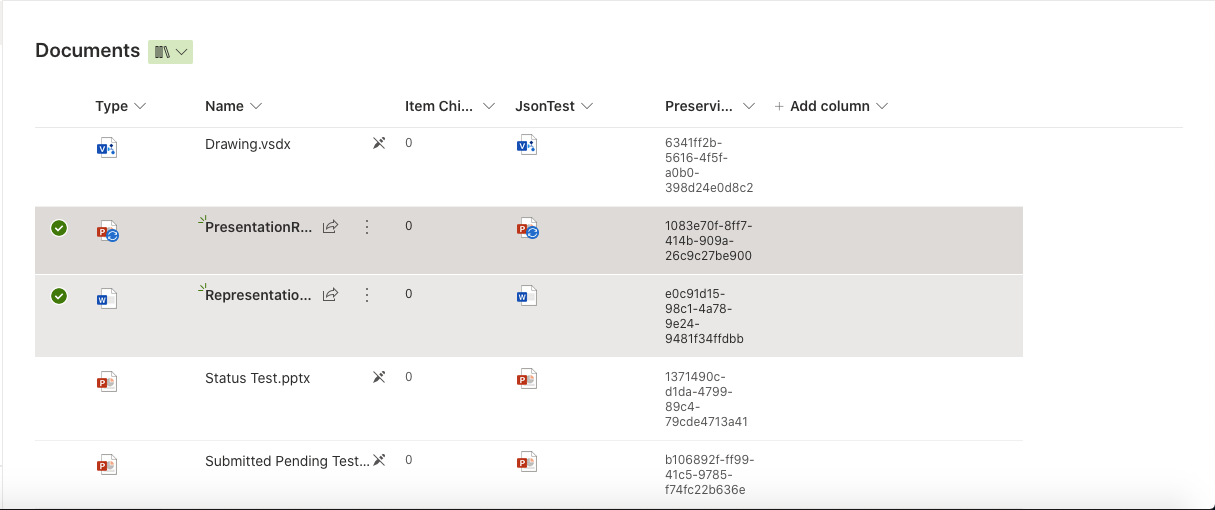 Documents
Type Name Item Chi... JsonTest Preservi... + Add column
Drawing.vsdx 0 6341ff2b-
5616-4f5f-
a0b0-
398d24e0d8c2
PresentationR... 0 1083e70f-8ff7-
414b-909a-
26c9c27be900
Representatio... 0 e0c91d15-
98c1-4a78-
9e24-
9481f34ffdbb
Status Test.pptx 0 1371490c-
d1da-4799-
89c4-
79cde4713a41
Submitted Pending Test... 0 b106892f-ff99-
41c5-9785-
f74fc22b636e